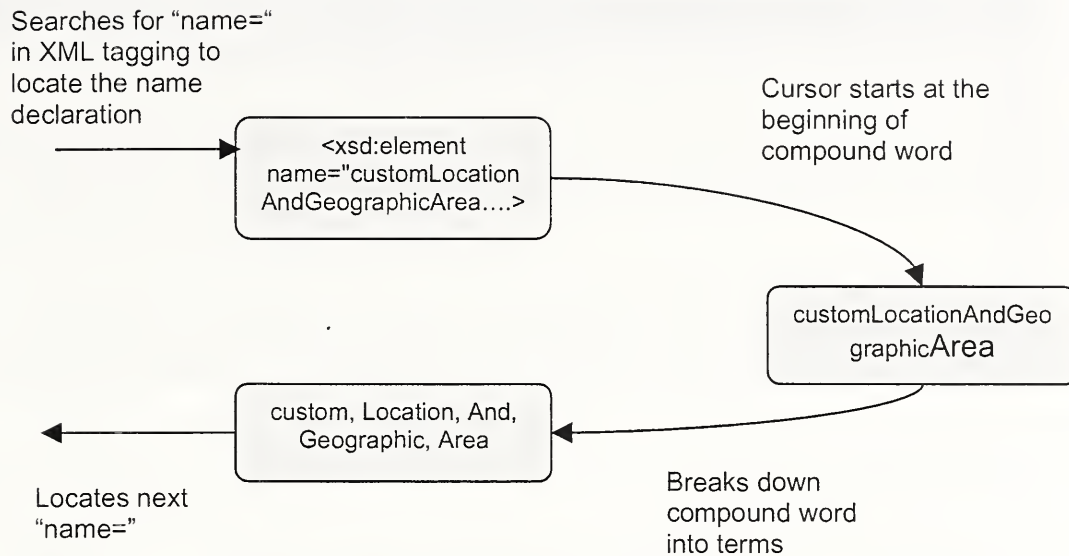 Searches for “name=“
in XML tagging to
locate the name
declaration
<xsd:element
name="customLocation
AndGeographicArea....>
Cursor starts at the
beginning of
compound word
customLocationAndGeo
graphicArea
Breaks down
compound word
into terms
custom, Location, And,
Geographic, Area
Locates next
“name=”